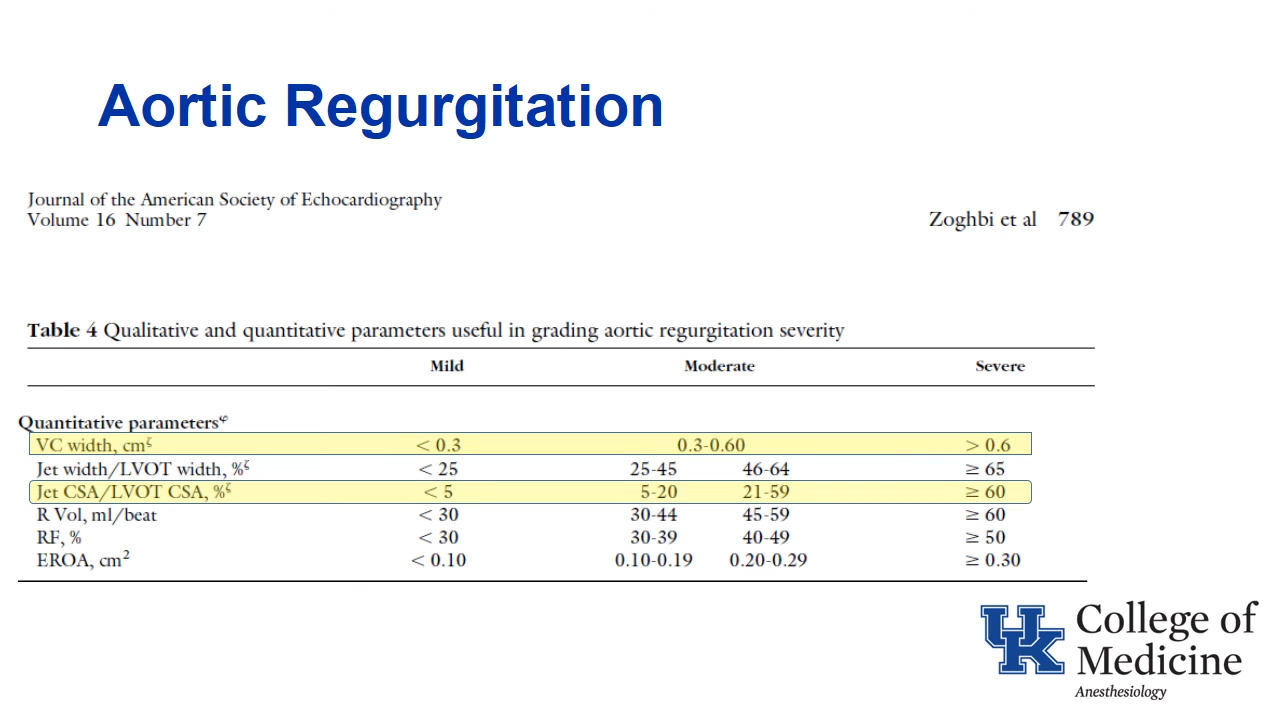 Aortic Regurgitation
Journal of the American Society of Echocardiography
Volume 16 Number 7
Zoghbi et al 789
Table 4 Qualitative and quantitative parameters useful in grading aortic regurgitation severity
Mild Moderate Severe
Quantitative parametersφ
VC width, cmζ < 0.3 0.3-0.60 > 0.6
Jet width/LVOT width, %ζ < 25 25-45 46-64 ≥ 65
Jet CSA/LVOT CSA, %ζ < 5 5-20 21-59 ≥ 60
R Vol, ml/beat < 30 30-44 45-59 ≥ 60
RF, % < 30 30-39 40-49 ≥ 50
EROA, cm² < 0.10 0.10-0.19 0.20-0.29 ≥ 0.30
UK College of
Medicine
Anesthesiology